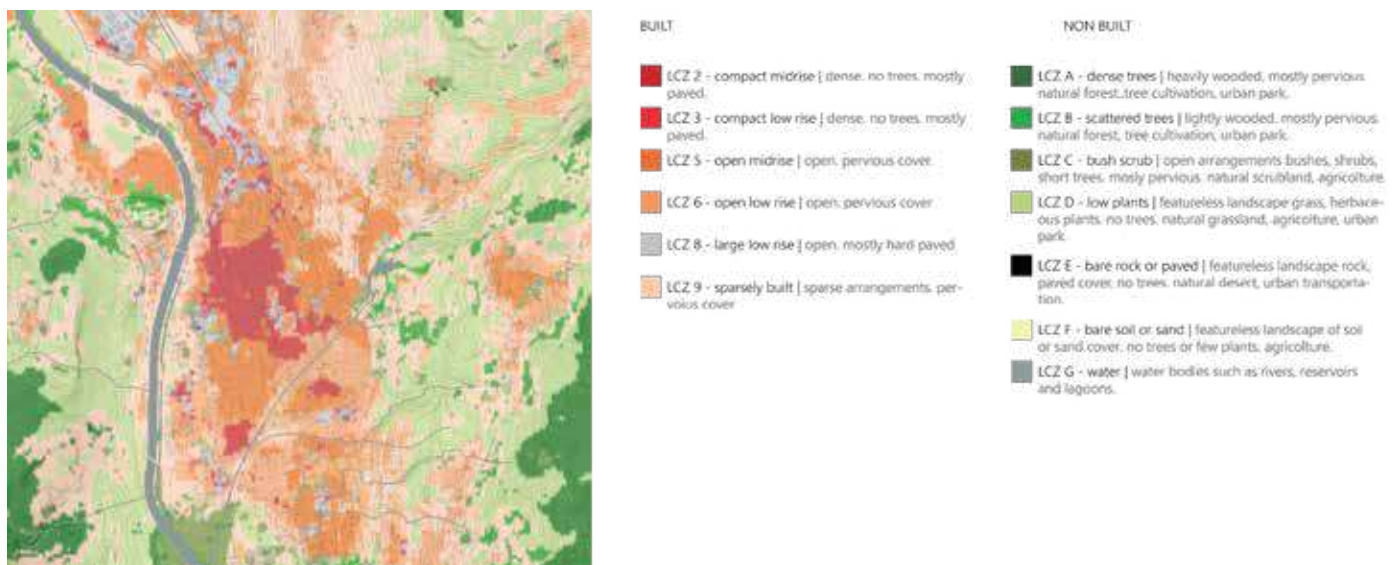 BUILT
LCZ 2 - compact midrise | dense. no trees. mostly
paved.
LCZ 3 - compact low rise | dense. no trees. mostly
paved.
LCZ 5 - open midrise | open. pervious cover
LCZ 6 - open low rise | open. pervious cover
LCZ 8 - large low rise | open. mostly hard paved
LCZ 9 - sparsely built | sparse arrangements. per-
voius cover
NON BUILT
LCZ A - dense trees | heavily wooded, mostly pervious
natural forest, tree cultivation, urban park.
LCZ B - scattered trees | lightly wooded, mostly pervious
natural forest, tree cultivation, urban park.
LCZ C - bush scrub | open arrangements bushes, shrubs,
short trees. mosly pervious. natural scrubland, agricolture.
LCZ D - low plants | featureless landscape grass, herbace-
ous plants. no trees. natural grassland, agricolture, urban
park.
LCZ E - bare rock or paved | featureless landscape rock,
paved cover. no trees. natural desert, urban transporta-
tion.
LCZ F - bare soil or sand | featureless landscape of soil
or sand cover. no trees or few plants. agricolture.
LCZ G - water | water bodies such as rivers, reservoirs
and lagoons.